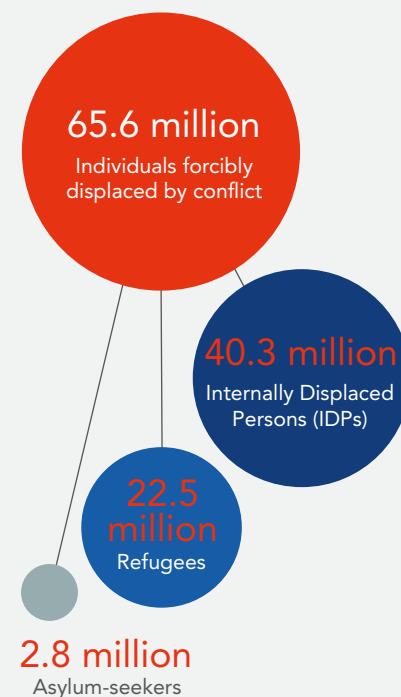 65.6 million
Individuals forcibly
displaced by conflict
40.3 million
Internally Displaced
Persons (IDPs)
22.5
million
Refugees
2.8 million
Asylum-seekers